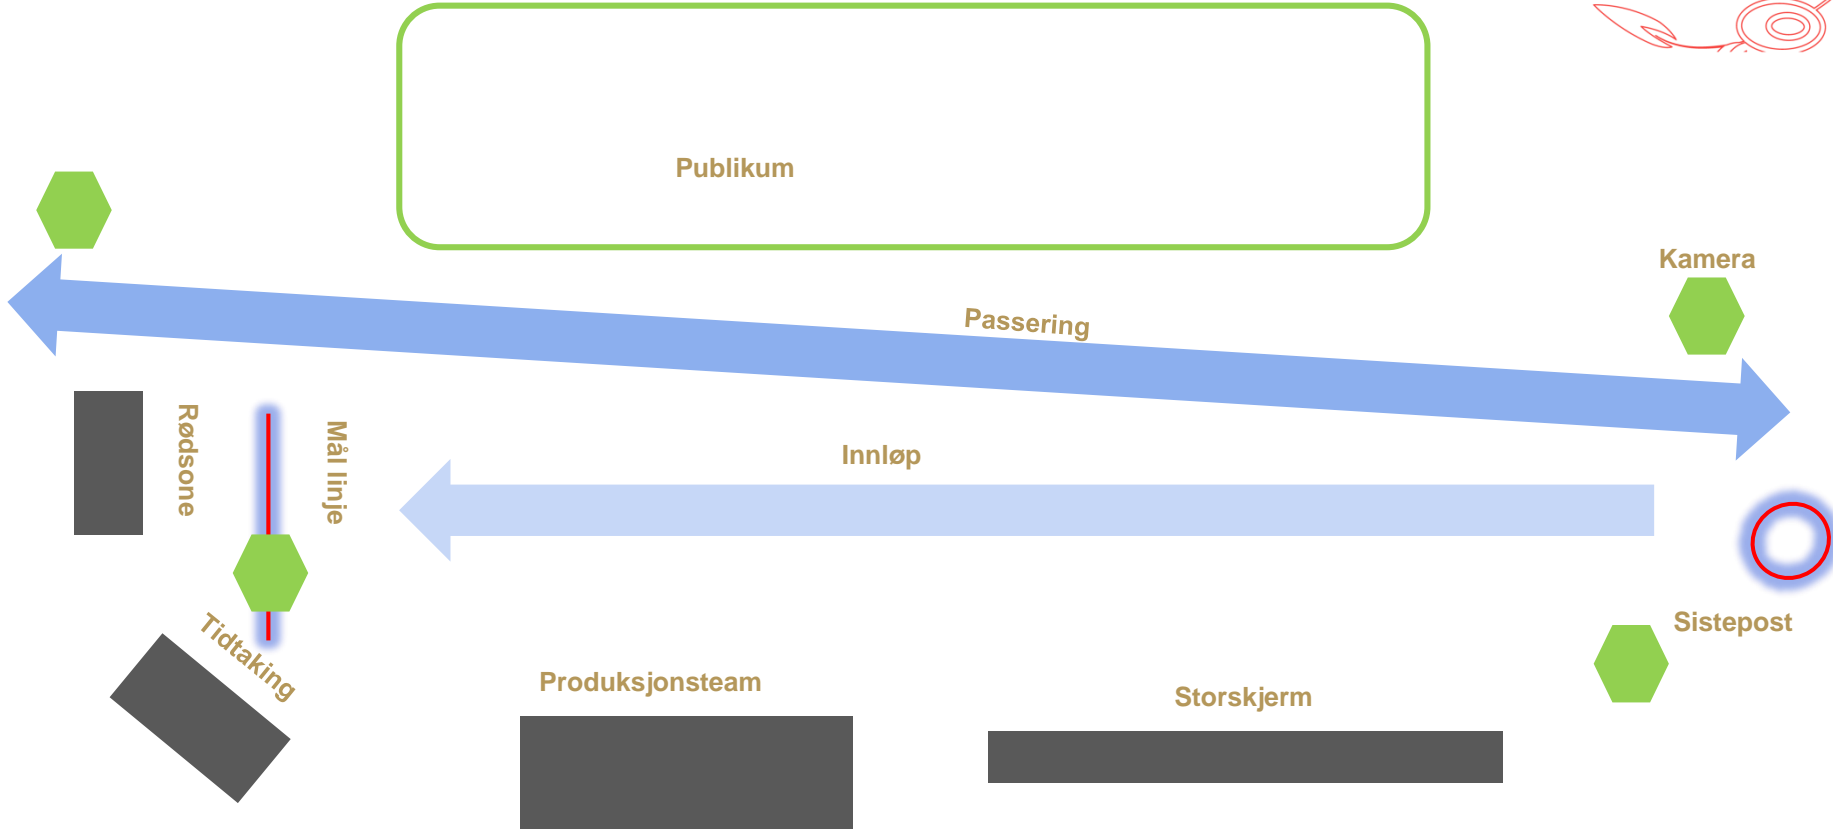 Publikum
Kamera
Passering
Rødsone
Mål linje
Innløp
Tidtaking
Sistepost
Produksjonsteam
Storskjerm